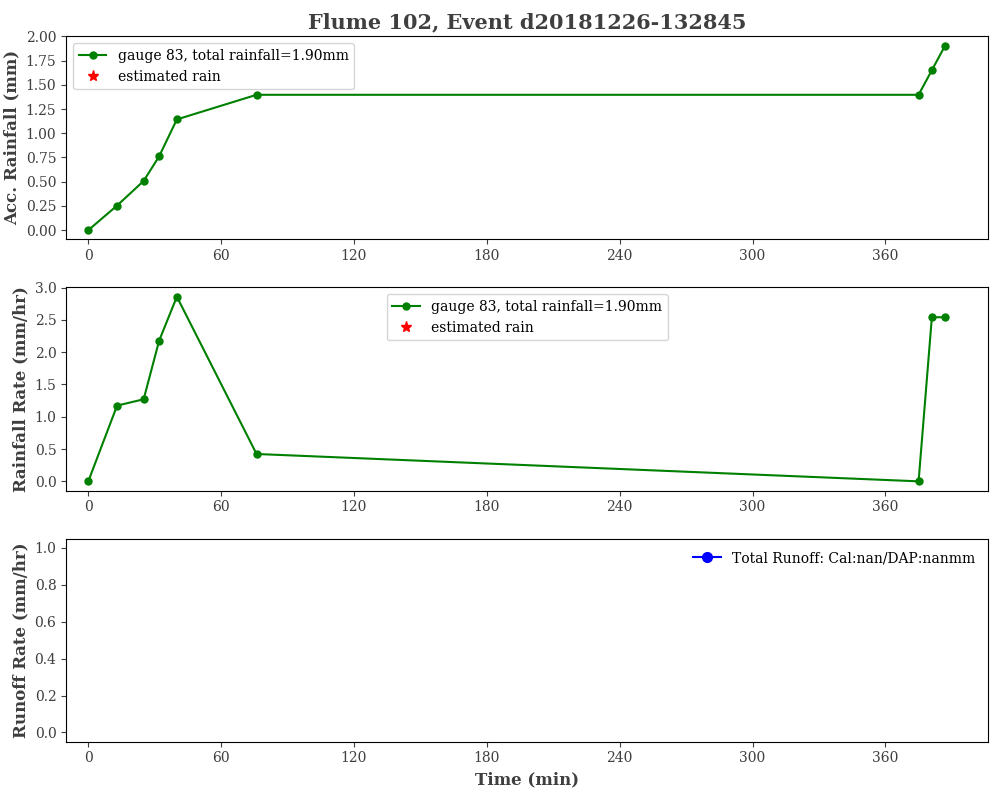 Flume 102, Event d20181226-132845
Acc. Rainfall (mm)
2.00
1.75
1.50
1.25
1.00
0.75
0.50
0.25
0.00
gauge 83, total rainfall=1.90mm
estimated rain
0 60 120 180 240 300 360
Rainfall Rate (mm/hr)
3.0
2.5
2.0
1.5
1.0
0.5
0.0
gauge 83, total rainfall=1.90mm
estimated rain
0 60 120 180 240 300 360
Runoff Rate (mm/hr)
1.0
0.8
0.6
0.4
0.2
0.0
Total Runoff: Cal:nan/DAP:nanmm
0 60 120 180 240 300 360
Time (min)